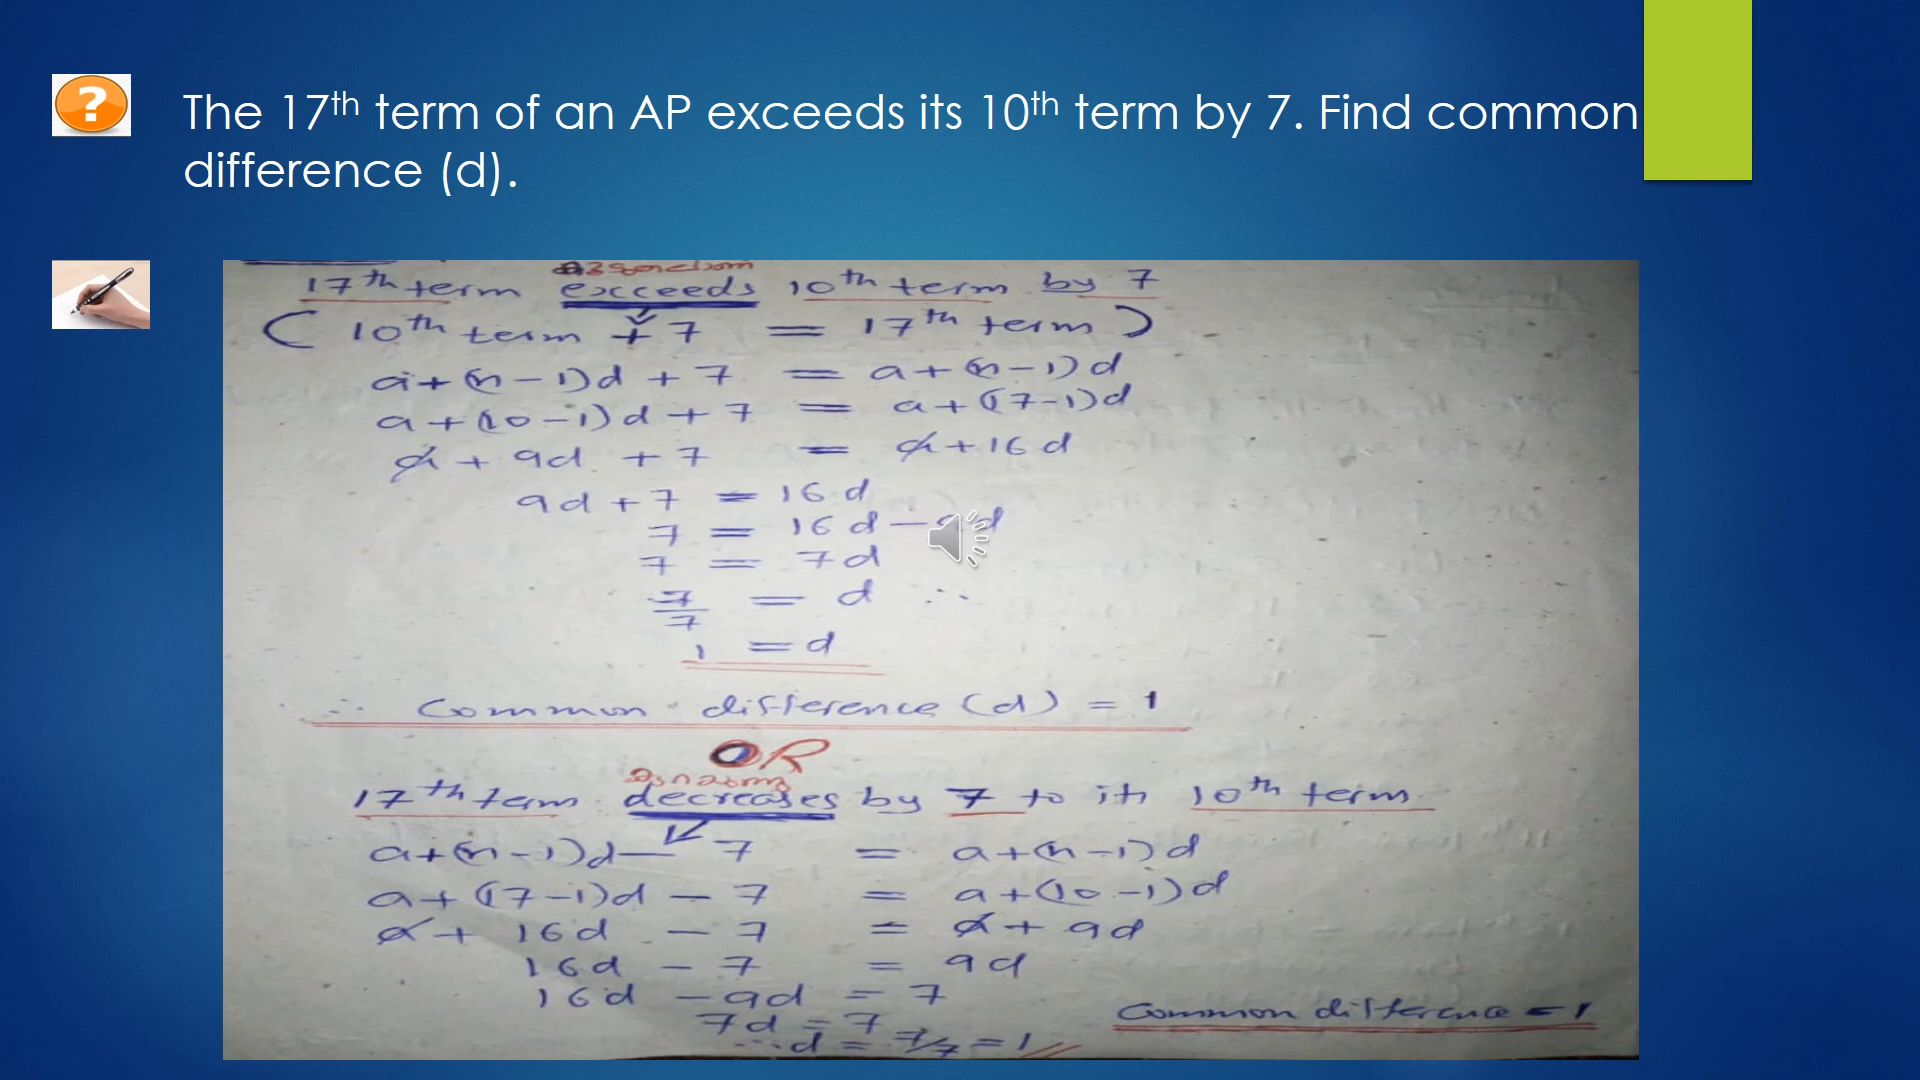 The 17th term of an AP exceeds its 10th term by 7. Find common
difference (d).
17th term exceeds 10th term by 7
( 10th term + 7 = 17th term )
a+(n-1)d + 7 = a+(n-1)d
a+(10-1)d + 7 = a+(17-1)d
a + 9d + 7 = a+16d
9d + 7 = 16d
7 = 16d - 9d
7 = 7d
7/7 = d ∴
1 = d
∴ Common difference (d) = 1
OR
കുറയുന്നു
17th term decreases by 7 to its 10th term
a+(n-1)d - 7 = a+(n-1)d
a+(17-1)d - 7 = a+(10-1)d
a + 16d - 7 = a + 9d
16d - 7 = 9d
16d - 9d = 7
7d = 7
∴ d = 7/7 = 1
Common difference = 1